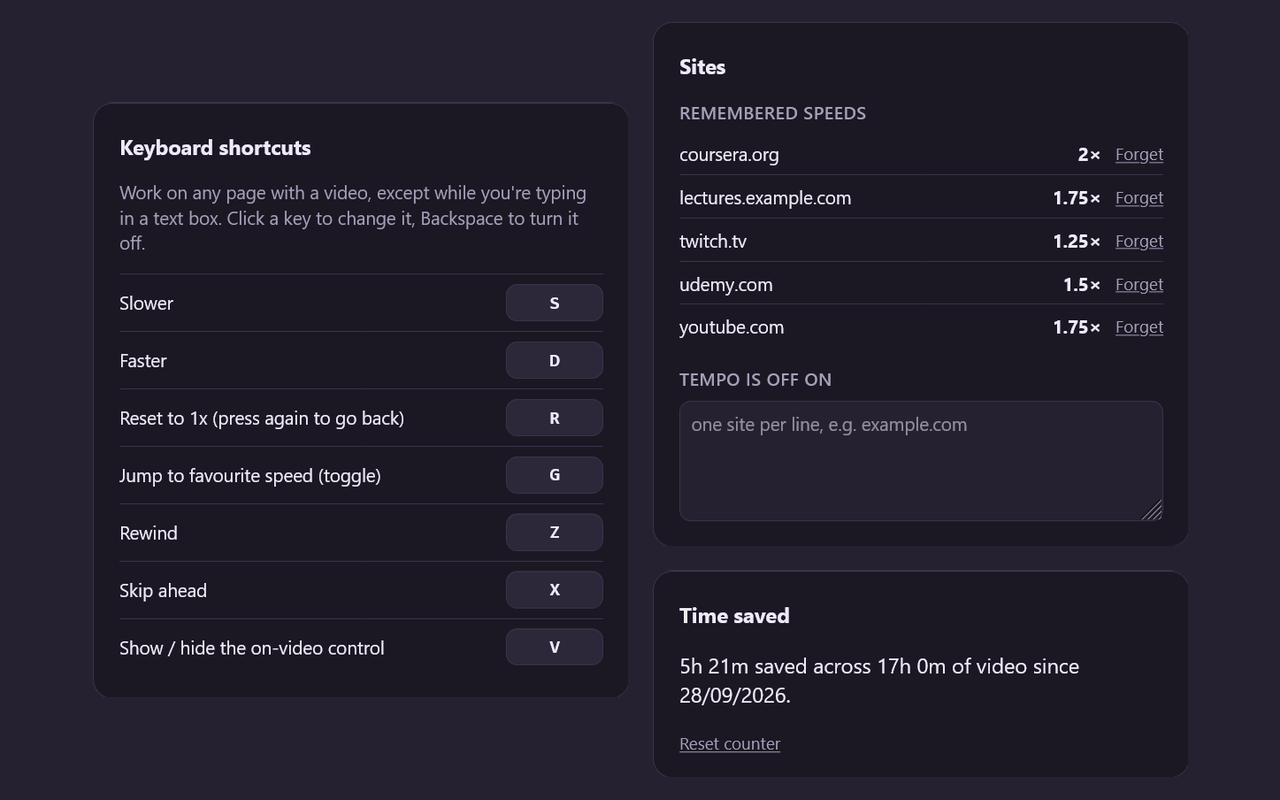 Keyboard shortcuts
Work on any page with a video, except while you're typing
in a text box. Click a key to change it, Backspace to turn it
off.
Slower S
Faster D
Reset to 1x (press again to go back) R
Jump to favourite speed (toggle) G
Rewind Z
Skip ahead X
Show / hide the on-video control V
Sites
REMEMBERED SPEEDS
coursera.org 2× Forget
lectures.example.com 1.75× Forget
twitch.tv 1.25× Forget
udemy.com 1.5× Forget
youtube.com 1.75× Forget
TEMPO IS OFF ON
one site per line, e.g. example.com
Time saved
5h 21m saved across 17h 0m of video since
28/09/2026.
Reset counter